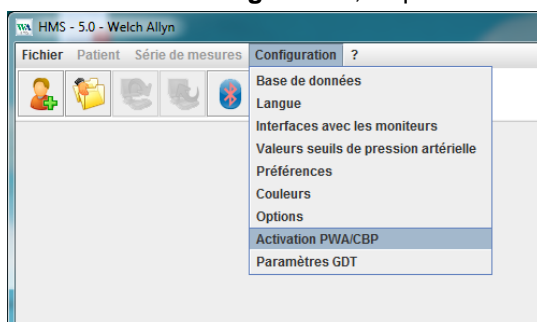 HMS - 5.0 - Welch Allyn
Fichier Patient Série de mesures Configuration ?
Base de données
Langue
Interfaces avec les moniteurs
Valeurs seuils de pression artérielle
Préférences
Couleurs
Options
Activation PWA/CBP
Paramètres GDT